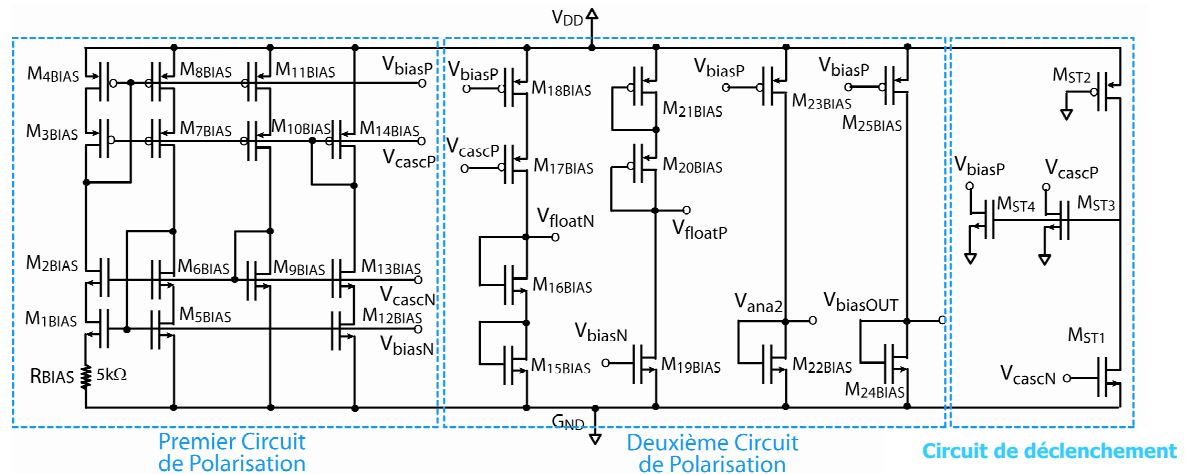 VDD
M4BIAS
M8BIAS
M11BIAS
VbiasP
M3BIAS
M7BIAS
M10BIAS
M14BIAS
VcascP
M2BIAS
M6BIAS
M9BIAS
M13BIAS
VcascN
M1BIAS
M5BIAS
M12BIAS
VbiasN
RBIAS
5kΩ
Premier Circuit
de Polarisation
VbiasP
M18BIAS
M21BIAS
VbiasP
M23BIAS
VbiasP
M25BIAS
VcascP
M17BIAS
M20BIAS
VfloatN
VfloatP
M16BIAS
Vana2
VbiasOUT
VbiasN
M15BIAS
M19BIAS
M22BIAS
M24BIAS
GND
Deuxième Circuit
de Polarisation
MST2
VbiasP
VcascP
MST4
MST3
MST1
VcascN
Circuit de déclenchement